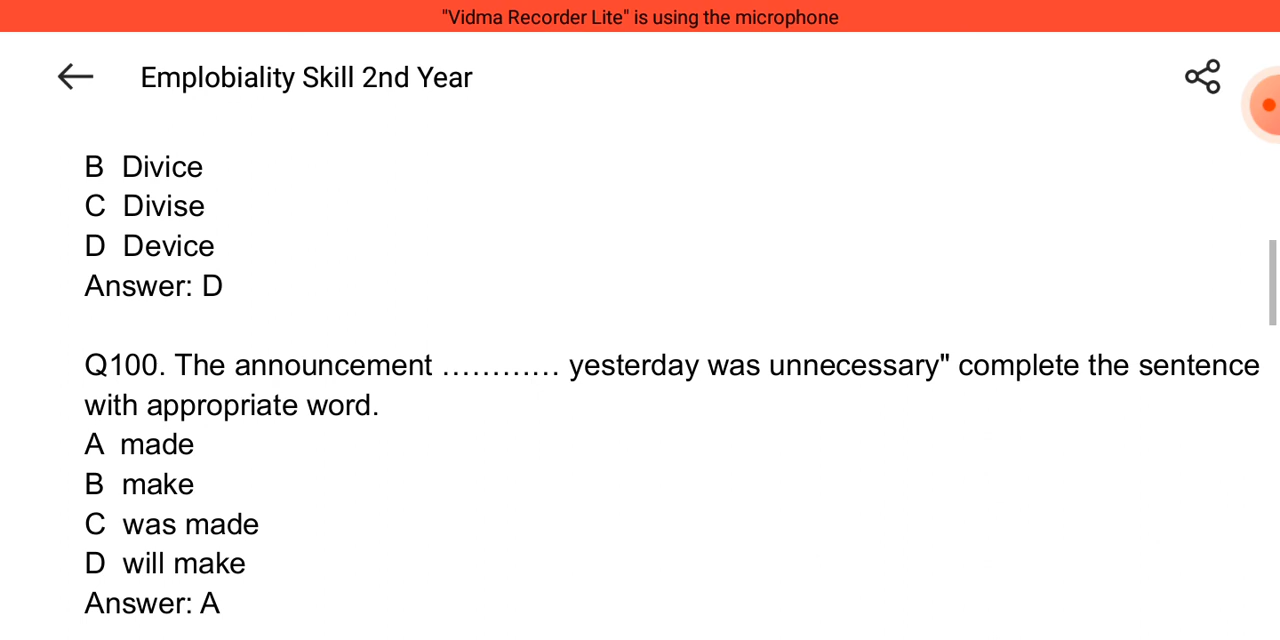 "Vidma Recorder Lite" is using the microphone
Emplobiality Skill 2nd Year
B Divice
C Divise
D Device
Answer: D
Q100. The announcement ………… yesterday was unnecessary" complete the sentence
with appropriate word.
A made
B make
C was made
D will make
Answer: A